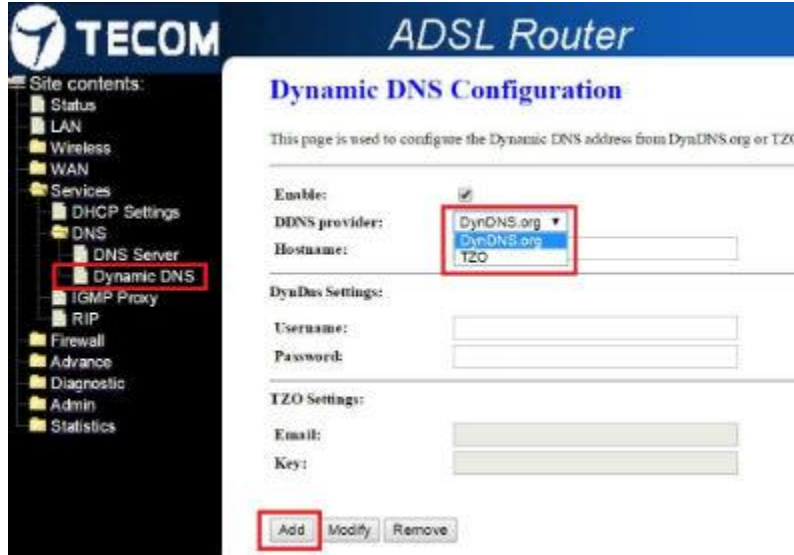 TECOM
ADSL Router
Site contents:
Status
LAN
Wireless
WAN
Services
DHCP Settings
DNS
DNS Server
Dynamic DNS
IGMP Proxy
RIP
Firewall
Advance
Diagnostic
Admin
Statistics
Dynamic DNS Configuration
This page is used to configure the Dynamic DNS address from DynDNS.org or TZO
Enable:
DDNS provider: DynDNS.org
DynDNS.org
TZO
Hostname:
DynDns Settings:
Username:
Password:
TZO Settings:
Email:
Key:
Add Modify Remove